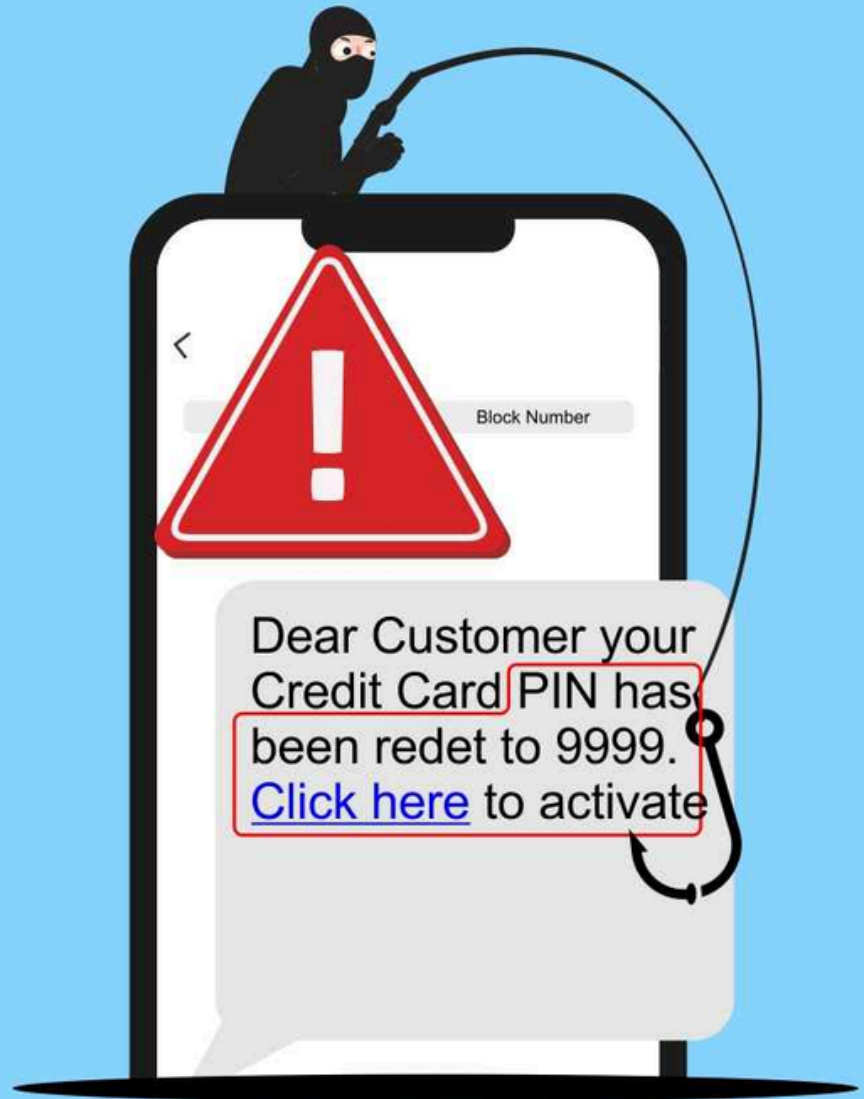 Block Number
Dear Customer your
Credit Card PIN has
been redet to 9999.
Click here to activate